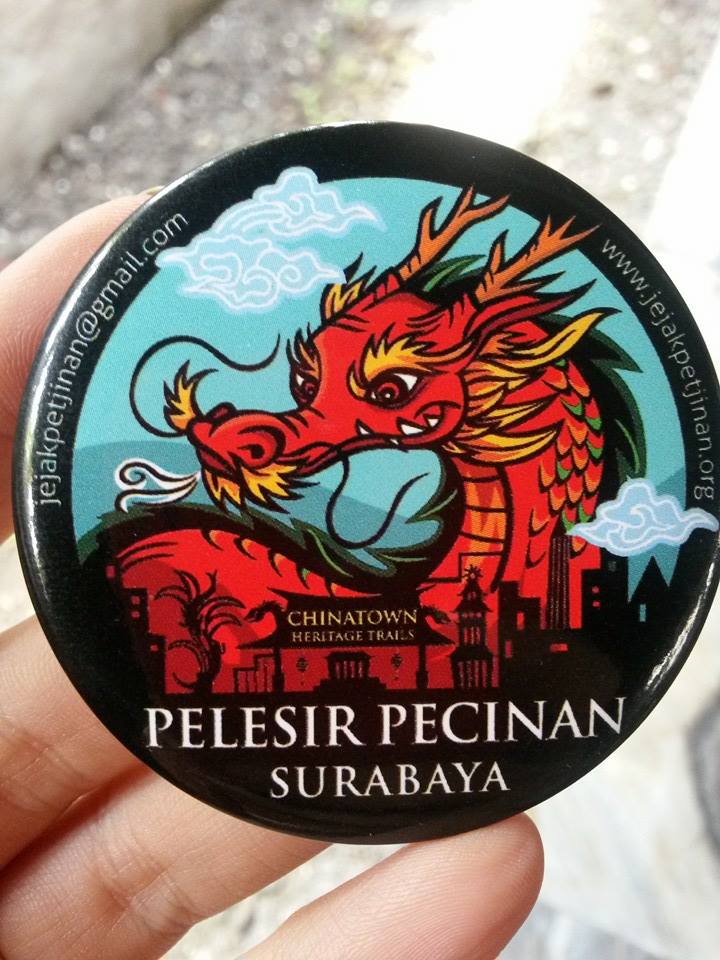 jejakpetjinan@gmail.com
www.jejakpetjinan.org
CHINATOWN
HERITAGE TRAILS
PELESIR PECINAN
SURABAYA